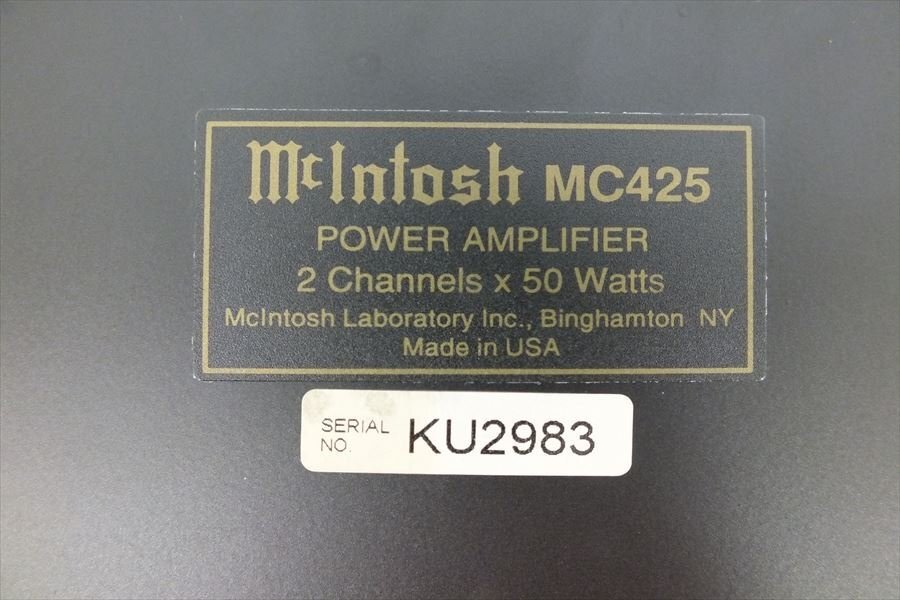 McIntosh MC425
POWER AMPLIFIER
2 Channels x 50 Watts
McIntosh Laboratory Inc., Binghamton NY
Made in USA
SERIAL NO. KU2983